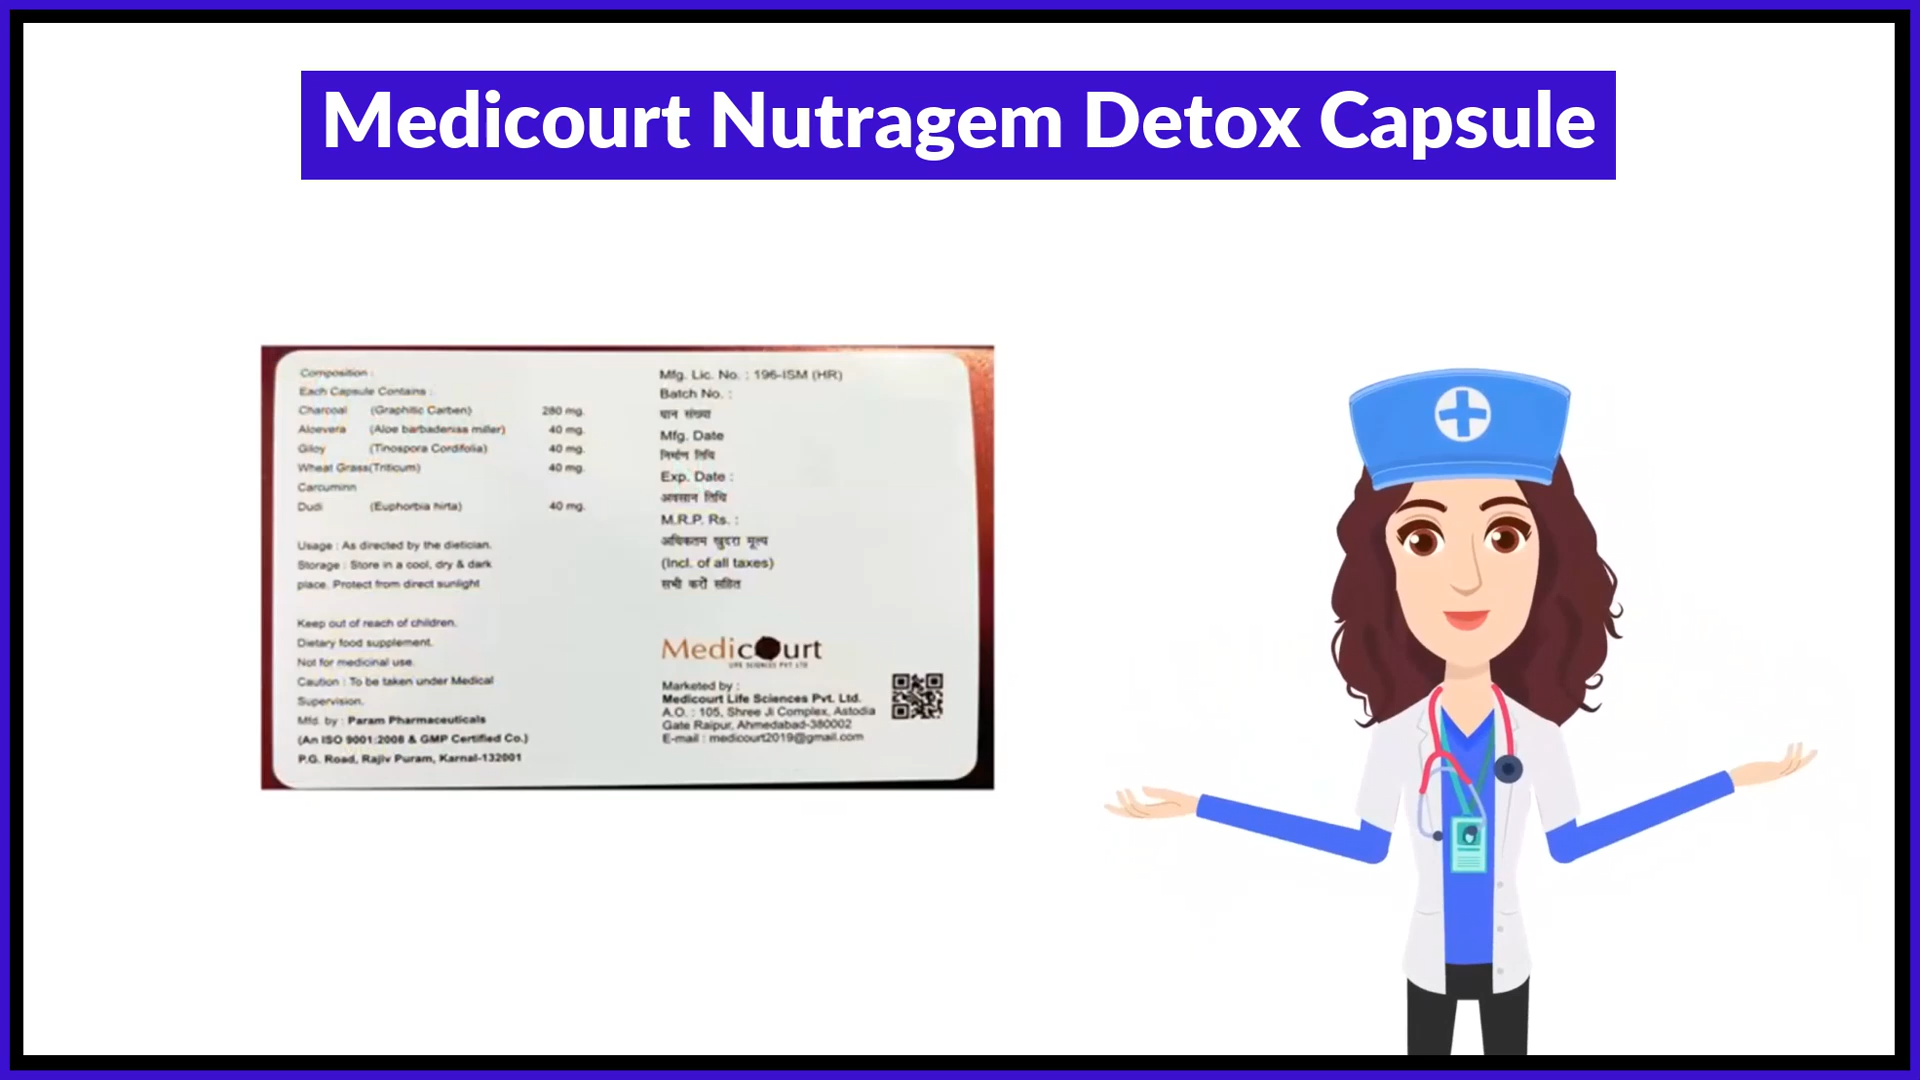 Medicourt Nutragem Detox Capsule
Composition :
Each Capsule Contains :
Charcoal (Graphitic Carben) 280 mg.
Aloevera (Aloe barbadeniss miller) 40 mg.
Giloy (Tinospora Cordifolia) 40 mg.
Wheat Grass(Triticum) 40 mg.
Carcuminn
Dudi (Euphorbia hirta) 40 mg.
Usage : As directed by the dietician.
Storage : Store in a cool, dry & dark
place. Protect from direct sunlight
Keep out of reach of children.
Dietary food supplement.
Not for medicinal use.
Caution : To be taken under Medical
Supervision.
Mfd. by : Param Pharmaceuticals
(An ISO 9001:2008 & GMP Certified Co.)
P.G. Road, Rajiv Puram, Karnal-132001
Mfg. Lic. No. : 196-ISM (HR)
Batch No. :
घान संख्या
Mfg. Date
निर्माण तिथि
Exp. Date :
अवसान तिथि
M.R.P. Rs. :
अधिकतम खुदरा मूल्य
(Incl. of all taxes)
सभी करों सहित
Medicourt
LIFE SCIENCES PVT LTD
Marketed by :
Medicourt Life Sciences Pvt. Ltd.
A.O. : 105, Shree Ji Complex, Astodia
Gate Raipur, Ahmedabad-380002
E-mail : medicourt2019@gmail.com